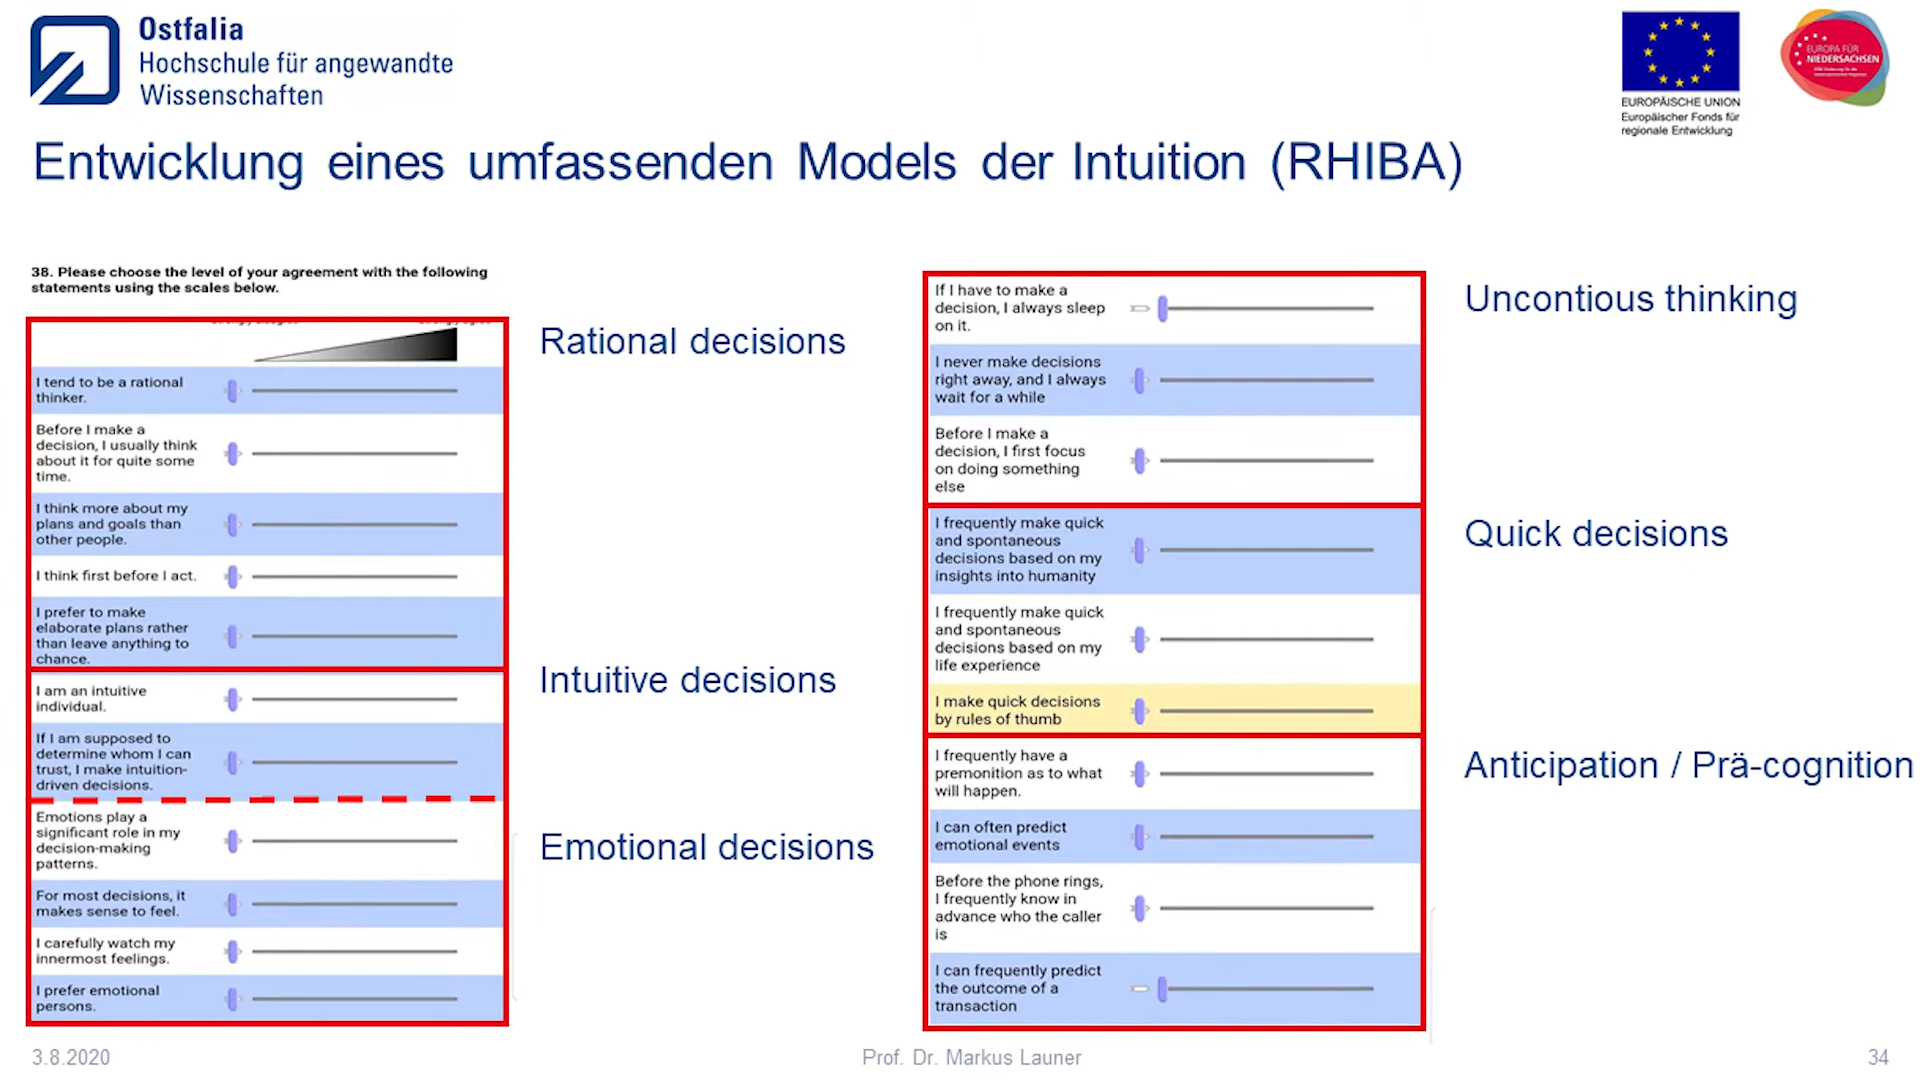 Ostfalia
Hochschule für angewandte
Wissenschaften
EUROPÄISCHE UNION
Europäischer Fonds für
regionale Entwicklung
EUROPA FÜR
NIEDERSACHSEN
Entwicklung eines umfassenden Models der Intuition (RHIBA)
38. Please choose the level of your agreement with the following
statements using the scales below.
Rational decisions
I tend to be a rational
thinker.
Before I make a
decision, I usually think
about it for quite some
time.
I think more about my
plans and goals than
other people.
I think first before I act.
I prefer to make
elaborate plans rather
than leave anything to
chance.
Intuitive decisions
I am an intuitive
individual.
If I am supposed to
determine whom I can
trust, I make intuition-
driven decisions.
Emotional decisions
Emotions play a
significant role in my
decision-making
patterns.
For most decisions, it
makes sense to feel.
I carefully watch my
innermost feelings.
I prefer emotional
persons.
Uncontious thinking
If I have to make a
decision, I always sleep
on it.
I never make decisions
right away, and I always
wait for a while
Before I make a
decision, I first focus
on doing something
else
Quick decisions
I frequently make quick
and spontaneous
decisions based on my
insights into humanity
I frequently make quick
and spontaneous
decisions based on my
life experience
I make quick decisions
by rules of thumb
Anticipation / Prä-cognition
I frequently have a
premonition as to what
will happen.
I can often predict
emotional events
Before the phone rings,
I frequently know in
advance who the caller
is
I can frequently predict
the outcome of a
transaction
3.8.2020
Prof. Dr. Markus Launer
34